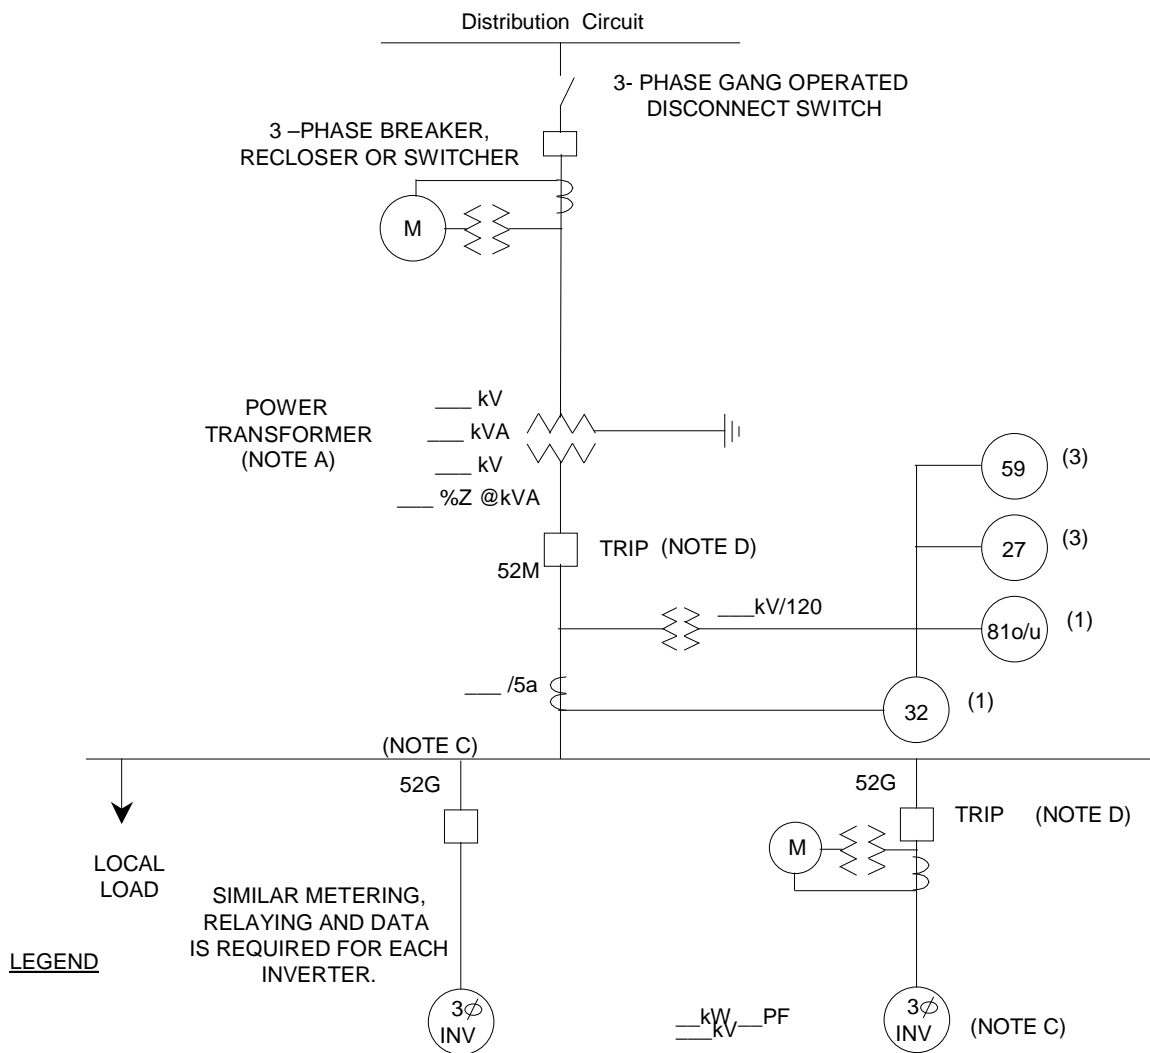 Distribution Circuit
3- PHASE GANG OPERATED
DISCONNECT SWITCH
3 –PHASE BREAKER,
RECLOSER OR SWITCHER
M
POWER
TRANSFORMER
(NOTE A)
___ kV
___ kVA
___ kV
___ %Z @kVA
59
(3)
27
(3)
81o/u
(1)
32
(1)
TRIP (NOTE D)
52M
___kV/120
___ /5a
(NOTE C)
52G
52G
TRIP (NOTE D)
M
LOCAL
LOAD
SIMILAR METERING,
RELAYING AND DATA
IS REQUIRED FOR EACH
INVERTER.
LEGEND
3⌀
INV
__kW__PF
___kV
3⌀
INV
(NOTE C)